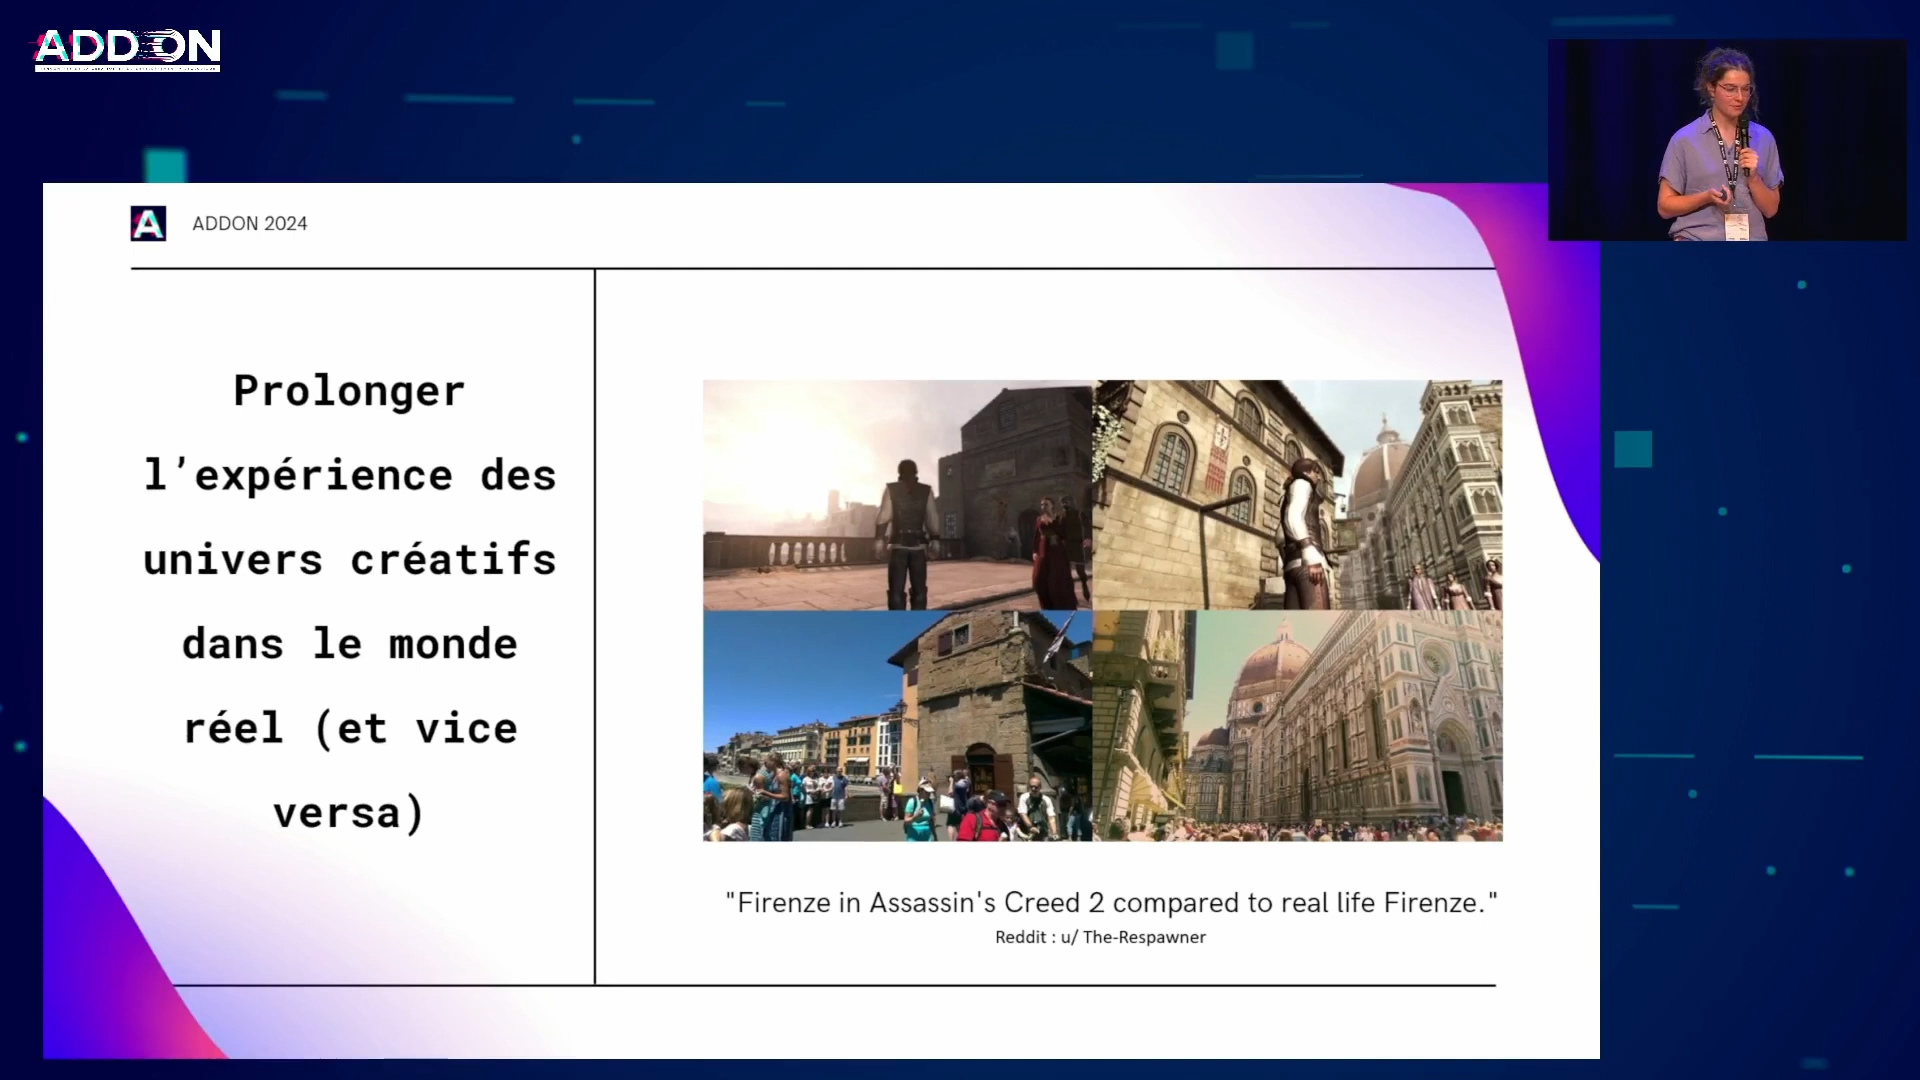 ADDON
ADDON 2024
Prolonger
l'expérience des
univers créatifs
dans le monde
réel (et vice
versa)
"Firenze in Assassin's Creed 2 compared to real life Firenze."
Reddit : u/ The-Respawner